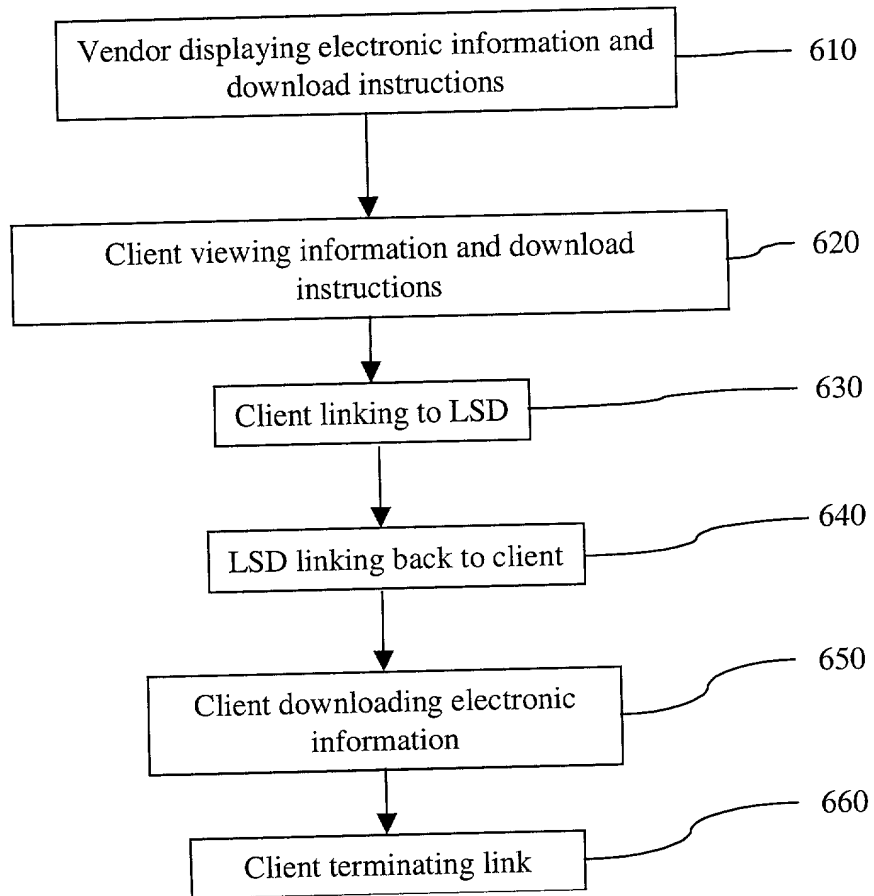 Vendor displaying electronic information and
download instructions
610
Client viewing information and download
instructions
620
Client linking to LSD
630
LSD linking back to client
640
Client downloading electronic
information
650
Client terminating link
660